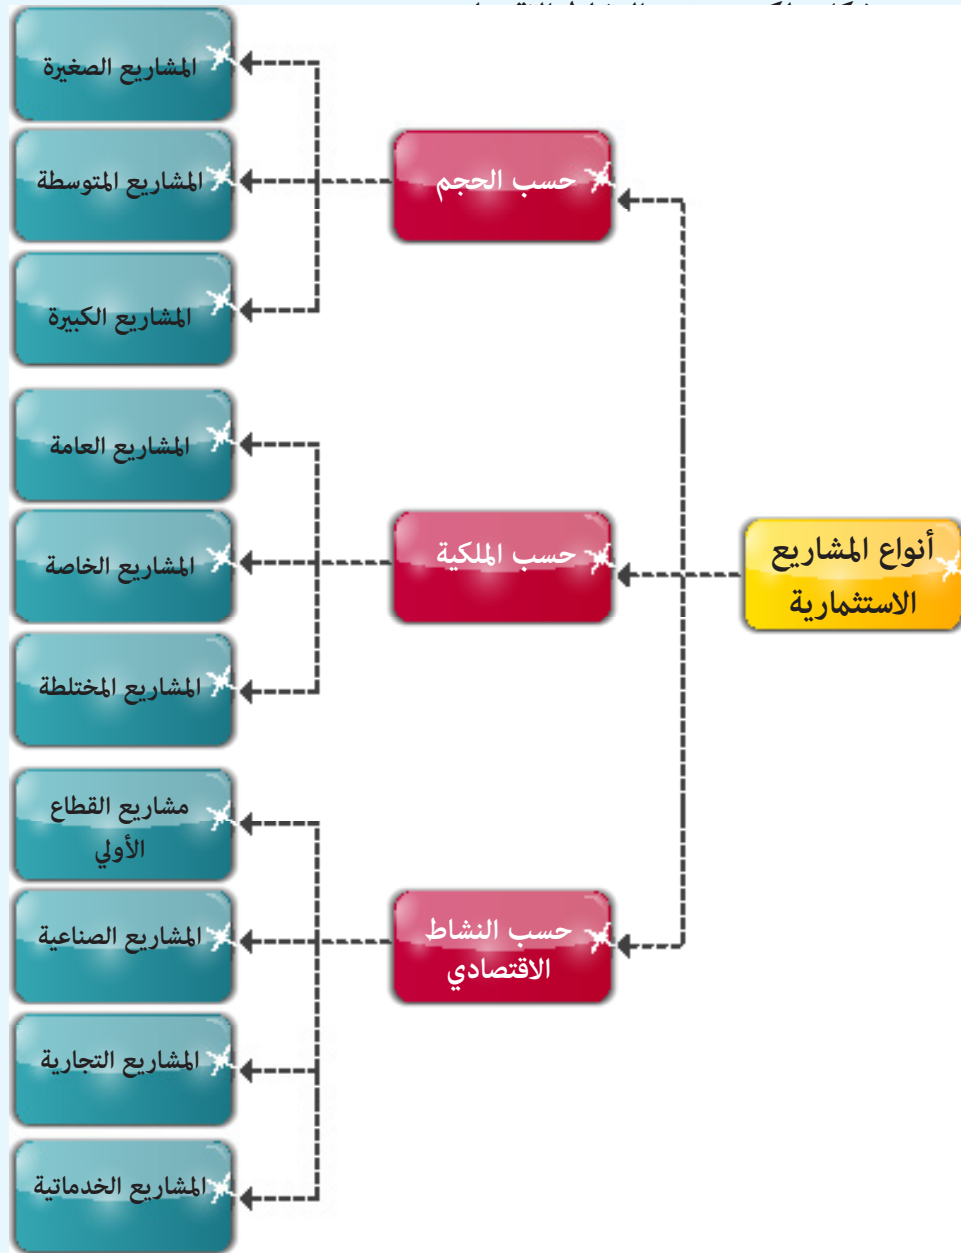 أنواع المشاريع
الاستثمارية
حسب الحجم
المشاريع الصغيرة
المشاريع المتوسطة
المشاريع الكبيرة
حسب الملكية
المشاريع العامة
المشاريع الخاصة
المشاريع المختلطة
حسب النشاط
الاقتصادي
مشاريع القطاع
الأولي
المشاريع الصناعية
المشاريع التجارية
المشاريع الخدماتية